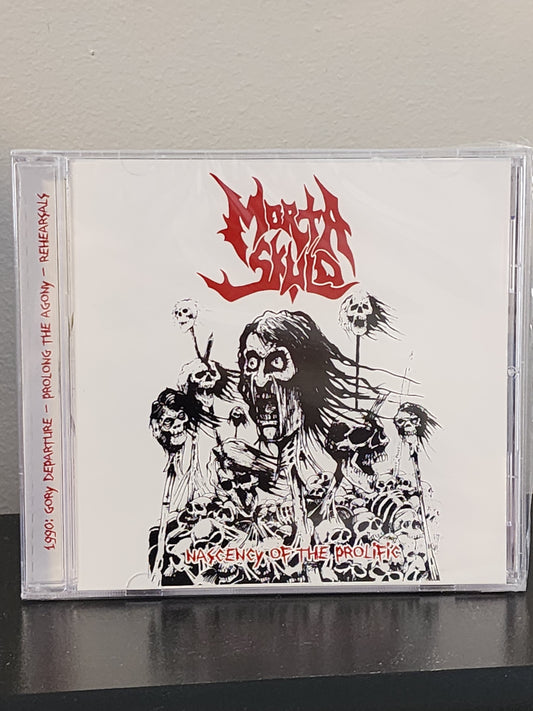 MORTA
SKULD
NASCENCY OF THE PROLIFIC
1990: GORY DEPARTURE – PROLONG THE AGONY – REHEARSALS